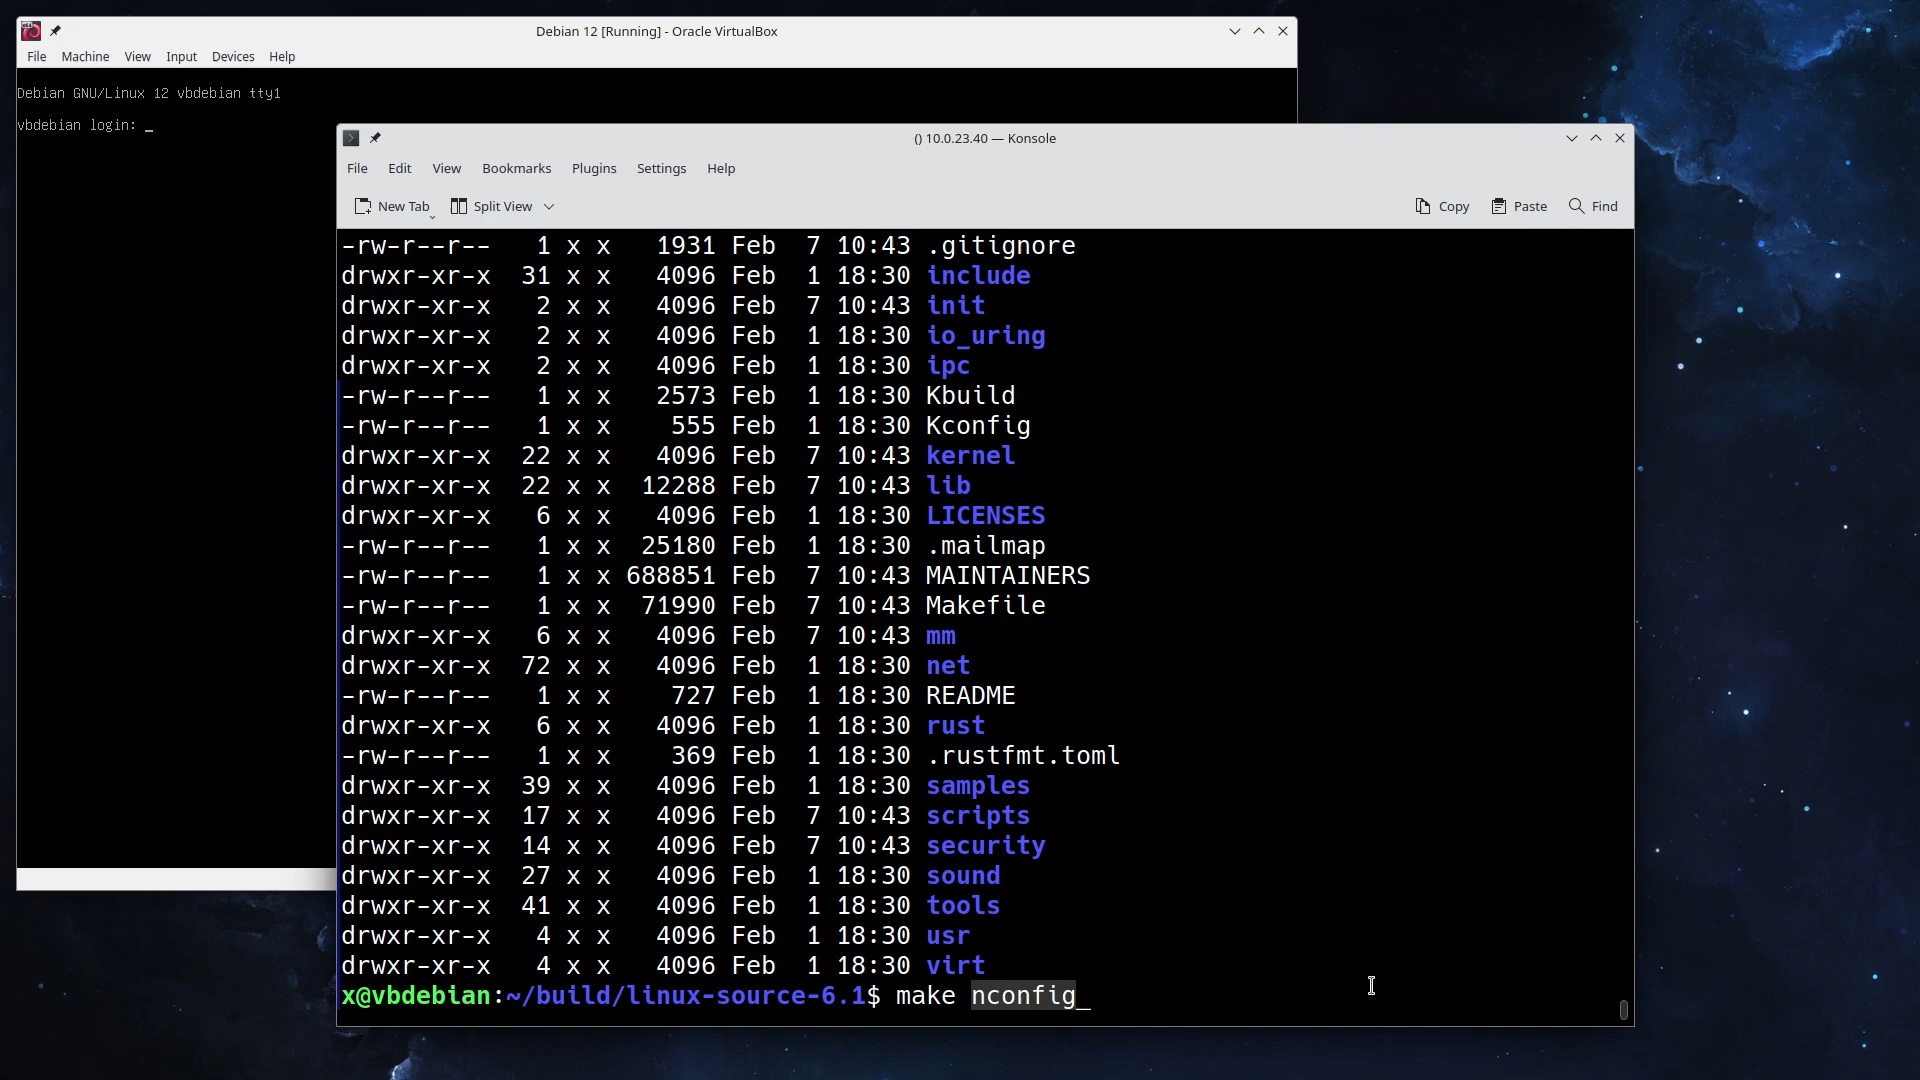 Debian 12 [Running] - Oracle VirtualBox
File Machine View Input Devices Help
Debian GNU/Linux 12 vbdebian tty1
vbdebian login: _
() 10.0.23.40 — Konsole
File Edit View Bookmarks Plugins Settings Help
New Tab Split View Copy Paste Find
-rw-r--r-- 1 x x 1931 Feb 7 10:43 .gitignore
drwxr-xr-x 31 x x 4096 Feb 1 18:30 include
drwxr-xr-x 2 x x 4096 Feb 7 10:43 init
drwxr-xr-x 2 x x 4096 Feb 1 18:30 io_uring
drwxr-xr-x 2 x x 4096 Feb 1 18:30 ipc
-rw-r--r-- 1 x x 2573 Feb 1 18:30 Kbuild
-rw-r--r-- 1 x x 555 Feb 1 18:30 Kconfig
drwxr-xr-x 22 x x 4096 Feb 7 10:43 kernel
drwxr-xr-x 22 x x 12288 Feb 7 10:43 lib
drwxr-xr-x 6 x x 4096 Feb 1 18:30 LICENSES
-rw-r--r-- 1 x x 25180 Feb 1 18:30 .mailmap
-rw-r--r-- 1 x x 688851 Feb 7 10:43 MAINTAINERS
-rw-r--r-- 1 x x 71990 Feb 7 10:43 Makefile
drwxr-xr-x 6 x x 4096 Feb 7 10:43 mm
drwxr-xr-x 72 x x 4096 Feb 1 18:30 net
-rw-r--r-- 1 x x 727 Feb 1 18:30 README
drwxr-xr-x 6 x x 4096 Feb 1 18:30 rust
-rw-r--r-- 1 x x 369 Feb 1 18:30 .rustfmt.toml
drwxr-xr-x 39 x x 4096 Feb 1 18:30 samples
drwxr-xr-x 17 x x 4096 Feb 7 10:43 scripts
drwxr-xr-x 14 x x 4096 Feb 7 10:43 security
drwxr-xr-x 27 x x 4096 Feb 1 18:30 sound
drwxr-xr-x 41 x x 4096 Feb 1 18:30 tools
drwxr-xr-x 4 x x 4096 Feb 1 18:30 usr
drwxr-xr-x 4 x x 4096 Feb 1 18:30 virt
x@vbdebian:~/build/linux-source-6.1$ make nconfig_